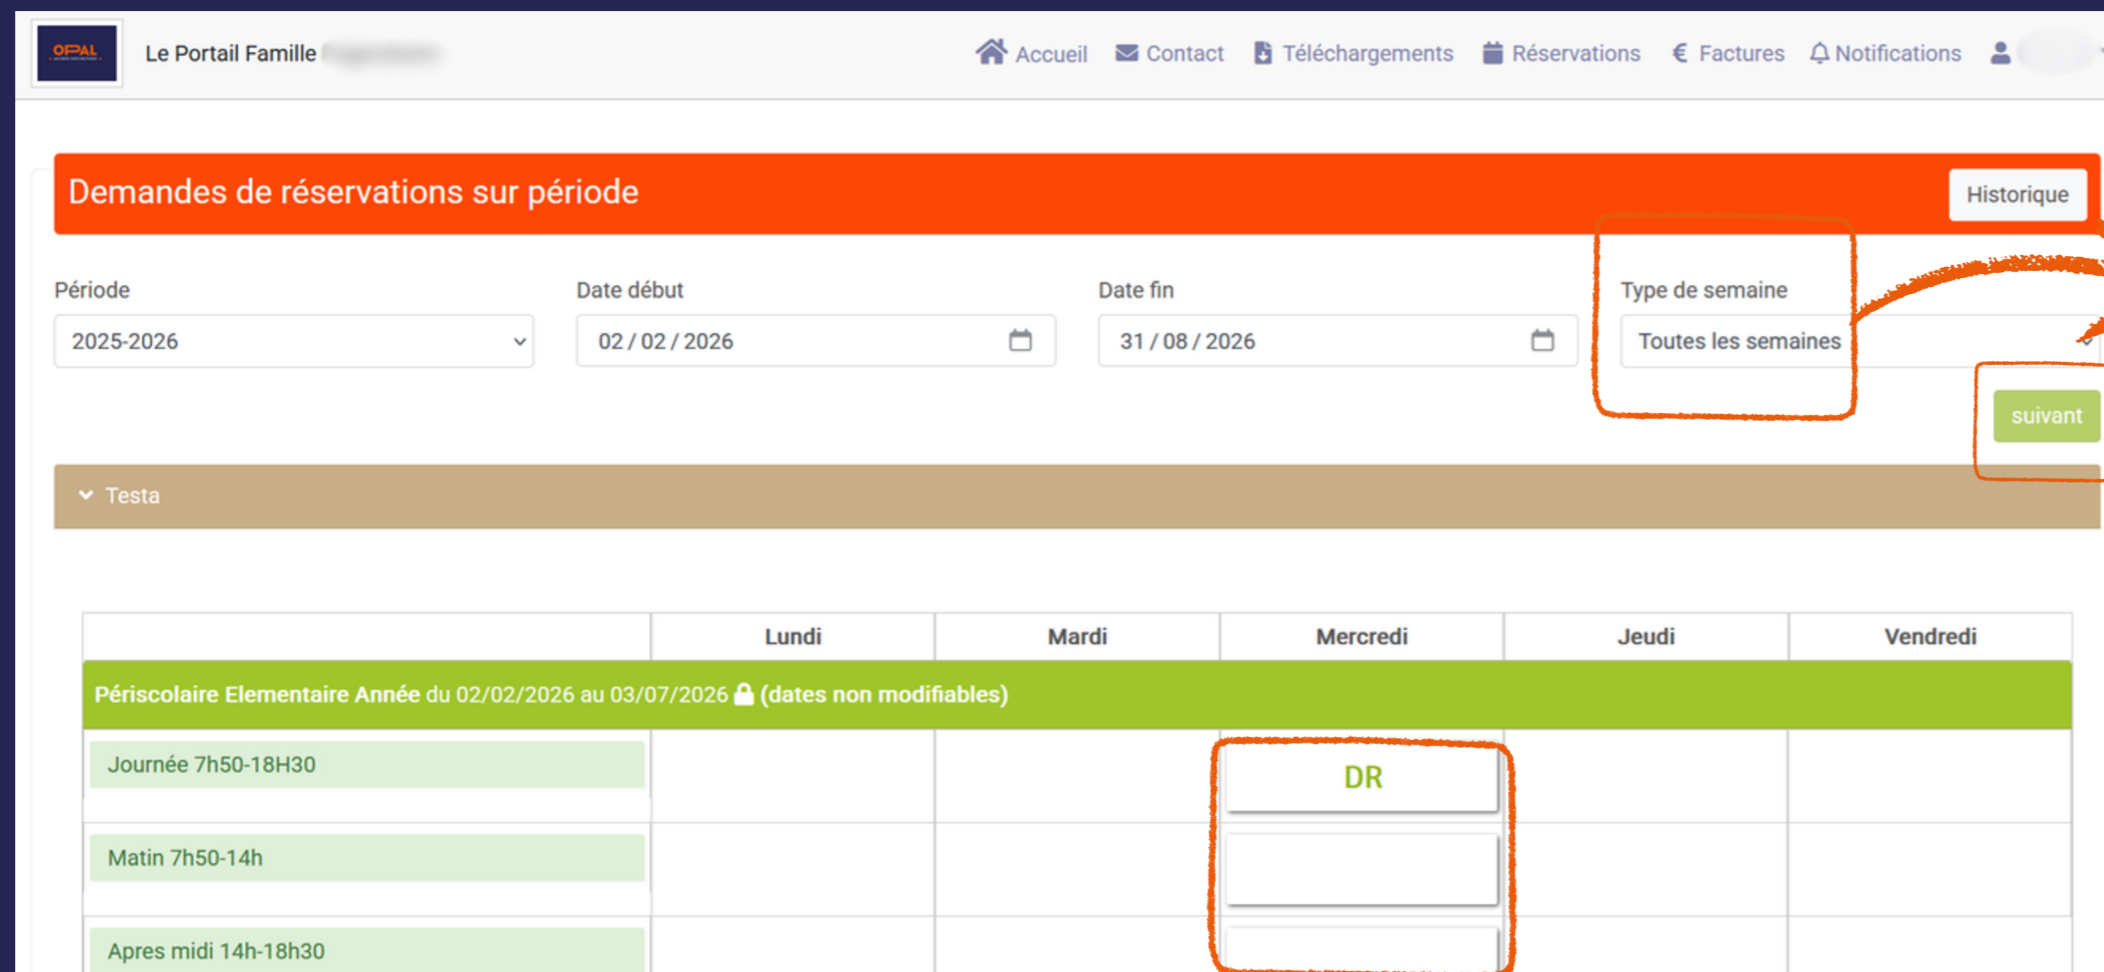 OPAL
Le Portail Famille
Accueil
Contact
Téléchargements
Réservations
€ Factures
Notifications
Demandes de réservations sur période
Historique
Période
Date début
Date fin
Type de semaine
2025-2026
02 / 02 / 2026
31 / 08 / 2026
Toutes les semaines
suivant
Testa
Lundi
Mardi
Mercredi
Jeudi
Vendredi
Périscolaire Elementaire Année du 02/02/2026 au 03/07/2026 (dates non modifiables)
Journée 7h50-18H30
DR
Matin 7h50-14h
Apres midi 14h-18h30